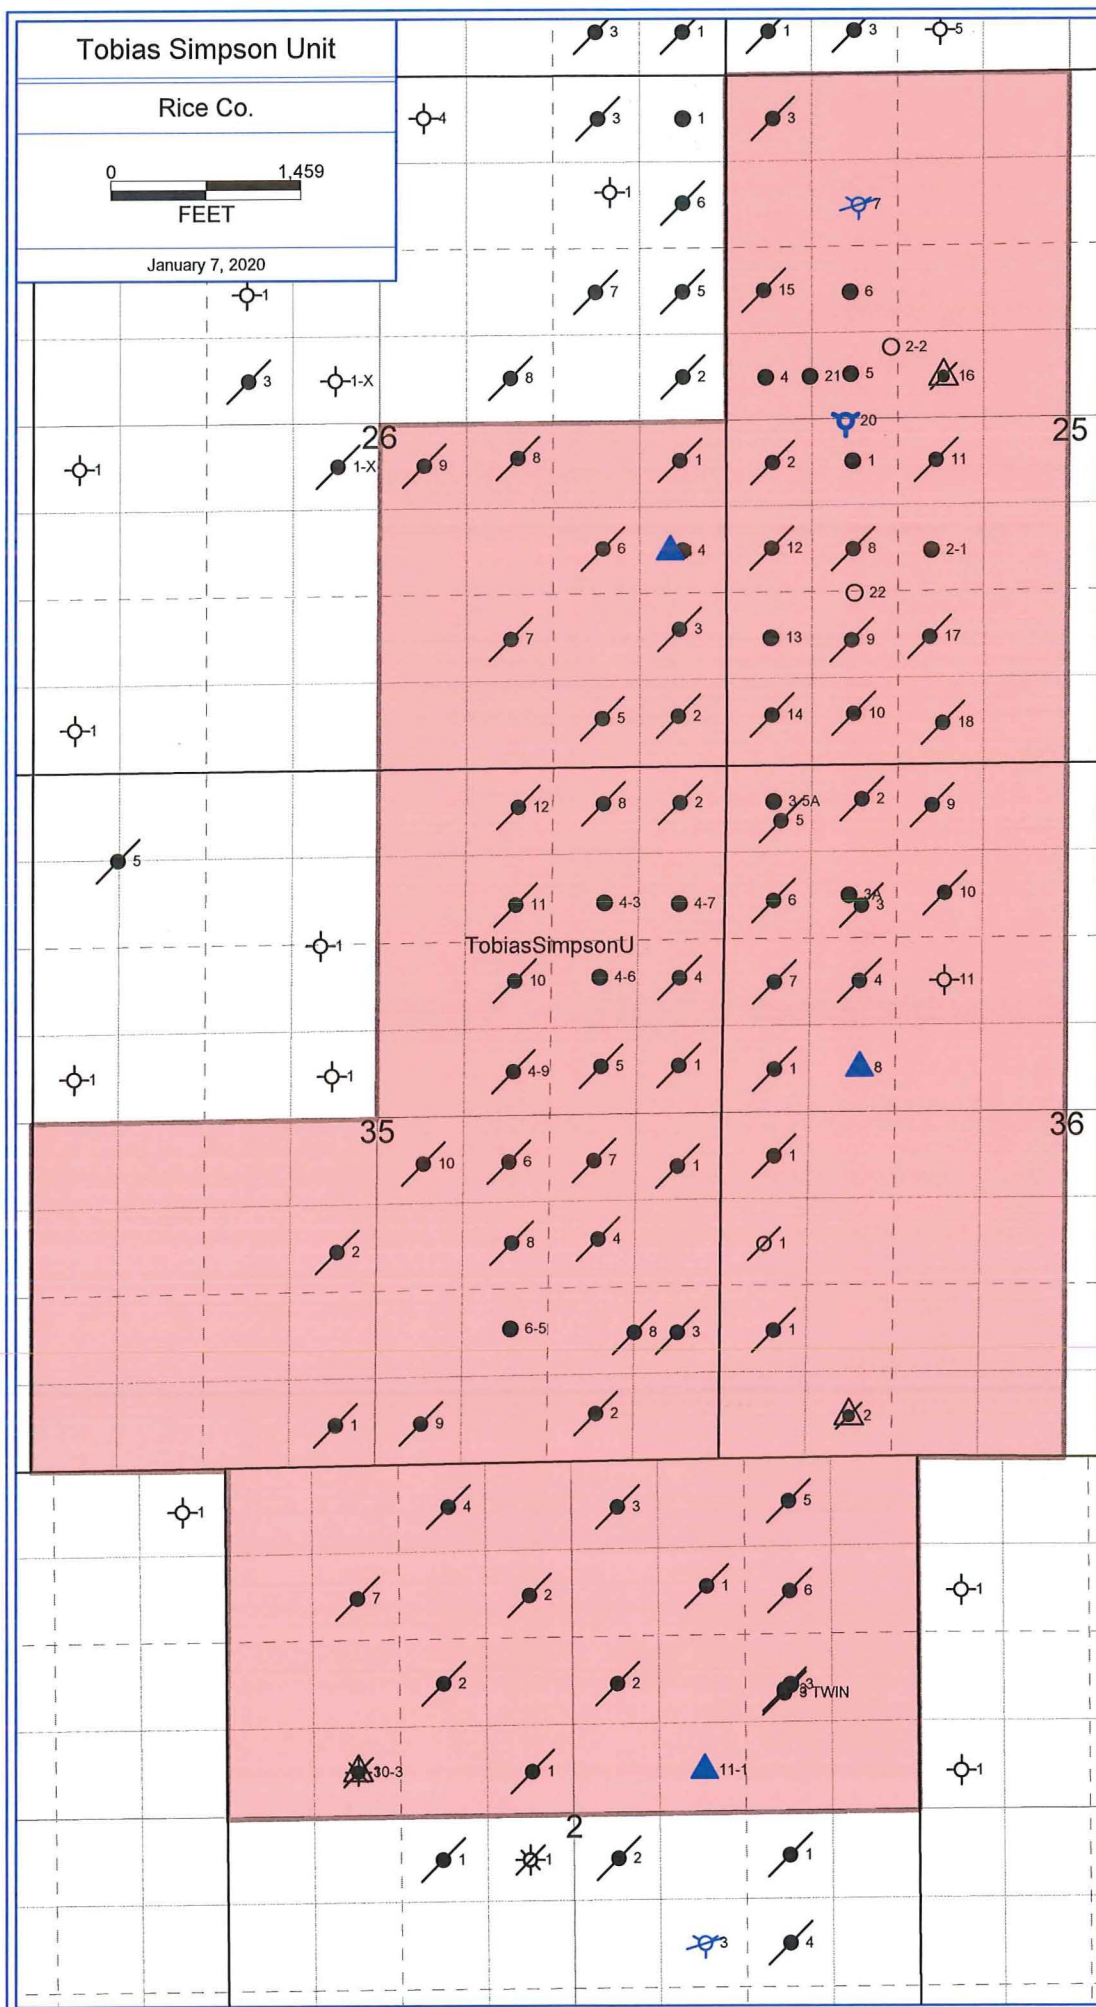 Tobias Simpson Unit
Rice Co.
0 1,459
FEET
January 7, 2020
3 1 1 3 5
4 3 1 3
1 6 7
1 7 5 15 6
2-2
3 1-X 8 2 4 21 5 16
20
26 25
1 1-X 9 8 1 2 1 11
6 4 12 8 2-1
22
7 3 13 9 17
1 5 2 14 10 18
12 8 2 3-5A 2 9
5
5
11 4-3 4-7 6 3A 10
3
1 TobiasSimpsonU
10 4-6 4 7 4 11
1 1 4-9 5 1 1 8
35 36
10 6 7 1 1
2 8 4 1
6-5 8 3 1
1 9 2 2
1 4 3 5
7 2 1 6 1
2 2 3
3 TWIN
10-3 1 11-1 1
2
1 1 2 1
3 4